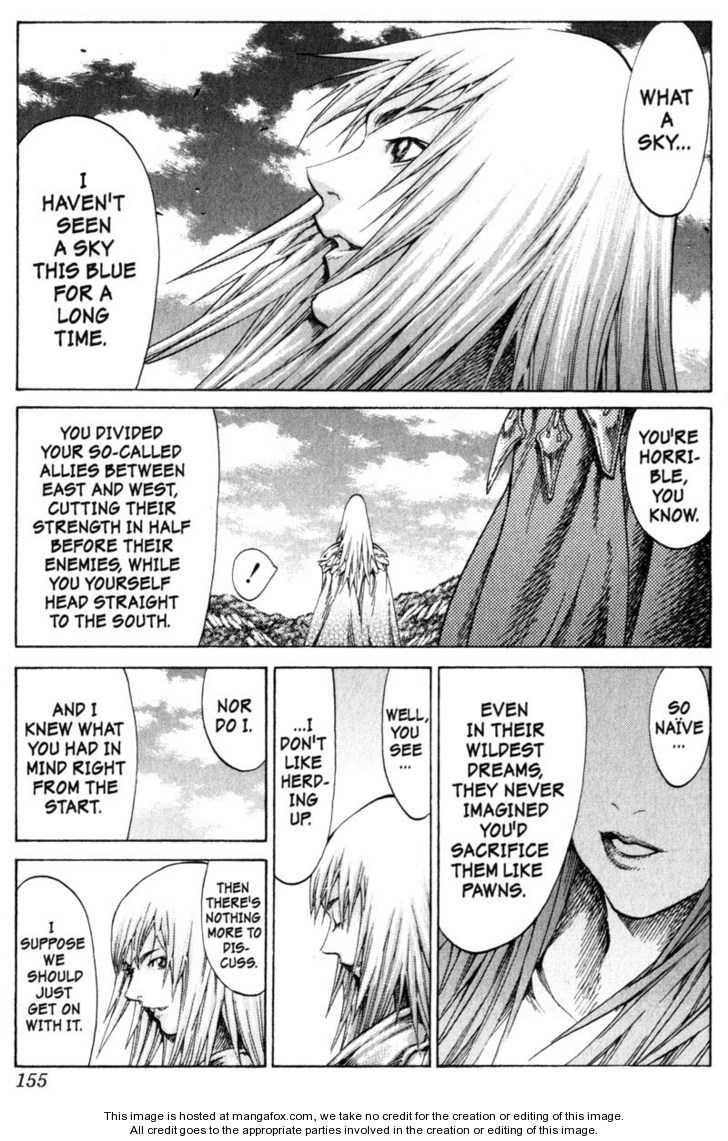 WHAT
A
SKY...
I
HAVEN'T
SEEN
A SKY
THIS BLUE
FOR A
LONG
TIME.
YOU'RE
HORRI-
BLE,
YOU
KNOW.
!
YOU DIVIDED
YOUR SO-CALLED
ALLIES BETWEEN
EAST AND WEST,
CUTTING THEIR
STRENGTH IN HALF
BEFORE THEIR
ENEMIES, WHILE
YOU YOURSELF
HEAD STRAIGHT
TO THE SOUTH.
SO
NAÏVE
...
EVEN
IN THEIR
WILDEST
DREAMS,
THEY NEVER
IMAGINED
YOU'D
SACRIFICE
THEM LIKE
PAWNS.
WELL,
YOU
SEE
...
...I
DON'T
LIKE
HERD-
ING
UP.
NOR
DO I.
AND I
KNEW WHAT
YOU HAD IN
MIND RIGHT
FROM THE
START.
THEN
THERE'S
NOTHING
MORE TO
DIS-
CUSS.
I
SUPPOSE
WE
SHOULD
JUST
GET ON
WITH IT.
155
This image is hosted at mangafox.com, we take no credit for the creation or editing of this image.
All credit goes to the appropriate parties involved in the creation or editing of this image.